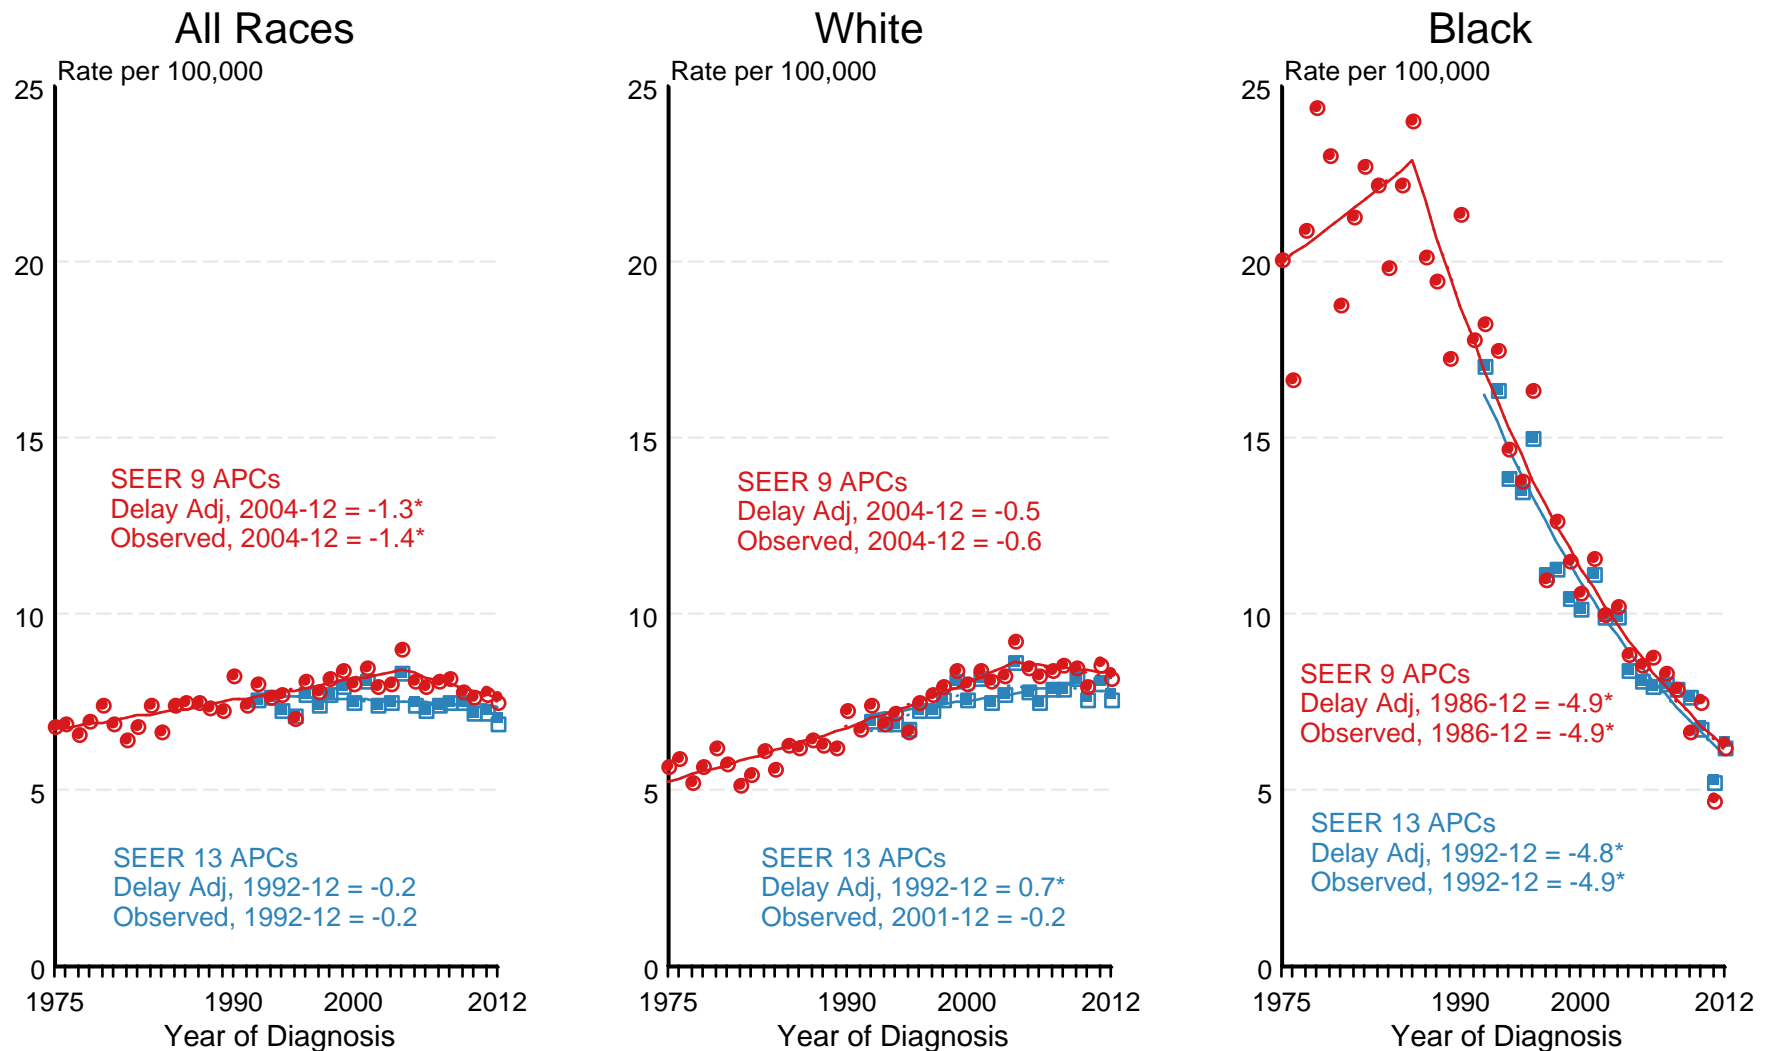 All Races
Rate per 100,000
25
20
15
10
5
0
SEER 9 APCs
Delay Adj, 2004-12 = -1.3*
Observed, 2004-12 = -1.4*
SEER 13 APCs
Delay Adj, 1992-12 = -0.2
Observed, 1992-12 = -0.2
1975 1990 2000 2012
Year of Diagnosis
White
Rate per 100,000
25
20
15
10
5
0
SEER 9 APCs
Delay Adj, 2004-12 = -0.5
Observed, 2004-12 = -0.6
SEER 13 APCs
Delay Adj, 1992-12 = 0.7*
Observed, 2001-12 = -0.2
1975 1990 2000 2012
Year of Diagnosis
Black
Rate per 100,000
25
20
15
10
5
0
SEER 9 APCs
Delay Adj, 1986-12 = -4.9*
Observed, 1986-12 = -4.9*
SEER 13 APCs
Delay Adj, 1992-12 = -4.8*
Observed, 1992-12 = -4.9*
1975 1990 2000 2012
Year of Diagnosis